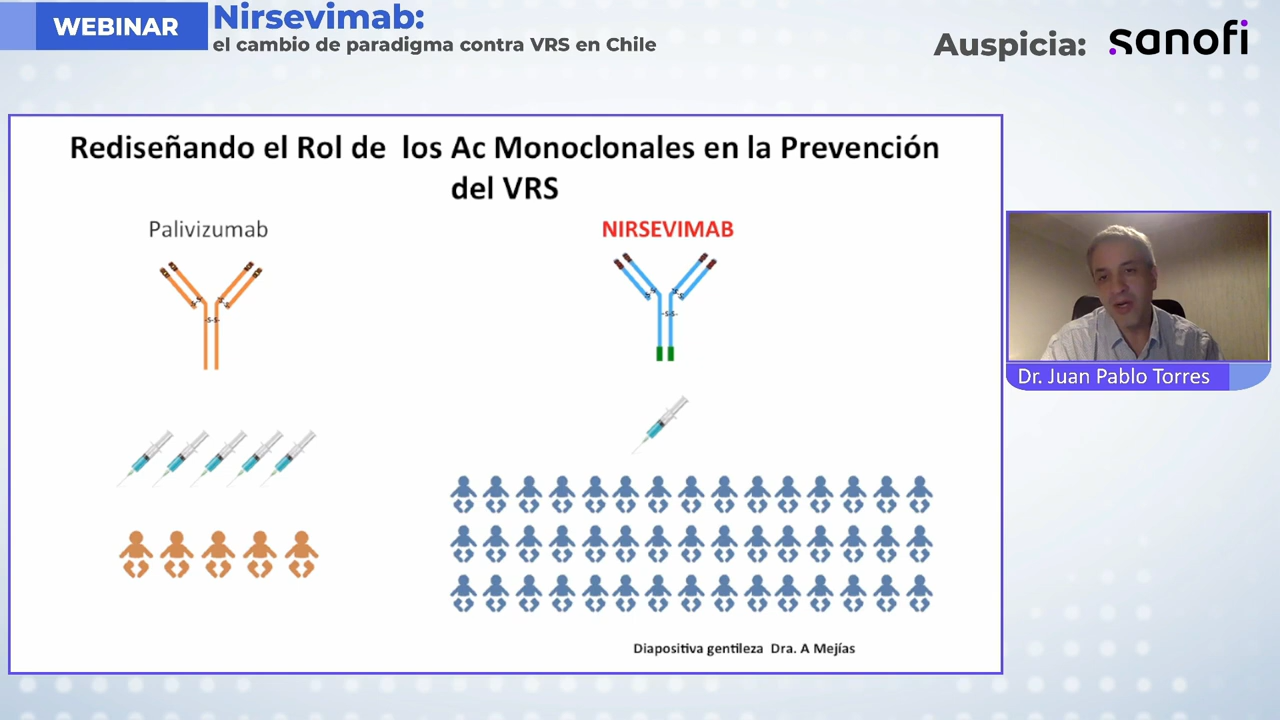 WEBINAR
Nirsevimab:
el cambio de paradigma contra VRS en Chile
Auspicia: sanofi
Rediseñando el Rol de los Ac Monoclonales en la Prevención
del VRS
Palivizumab
NIRSEVIMAB
-S-S-
-S-S-
Dr. Juan Pablo Torres
Diapositiva gentileza Dra. A Mejías